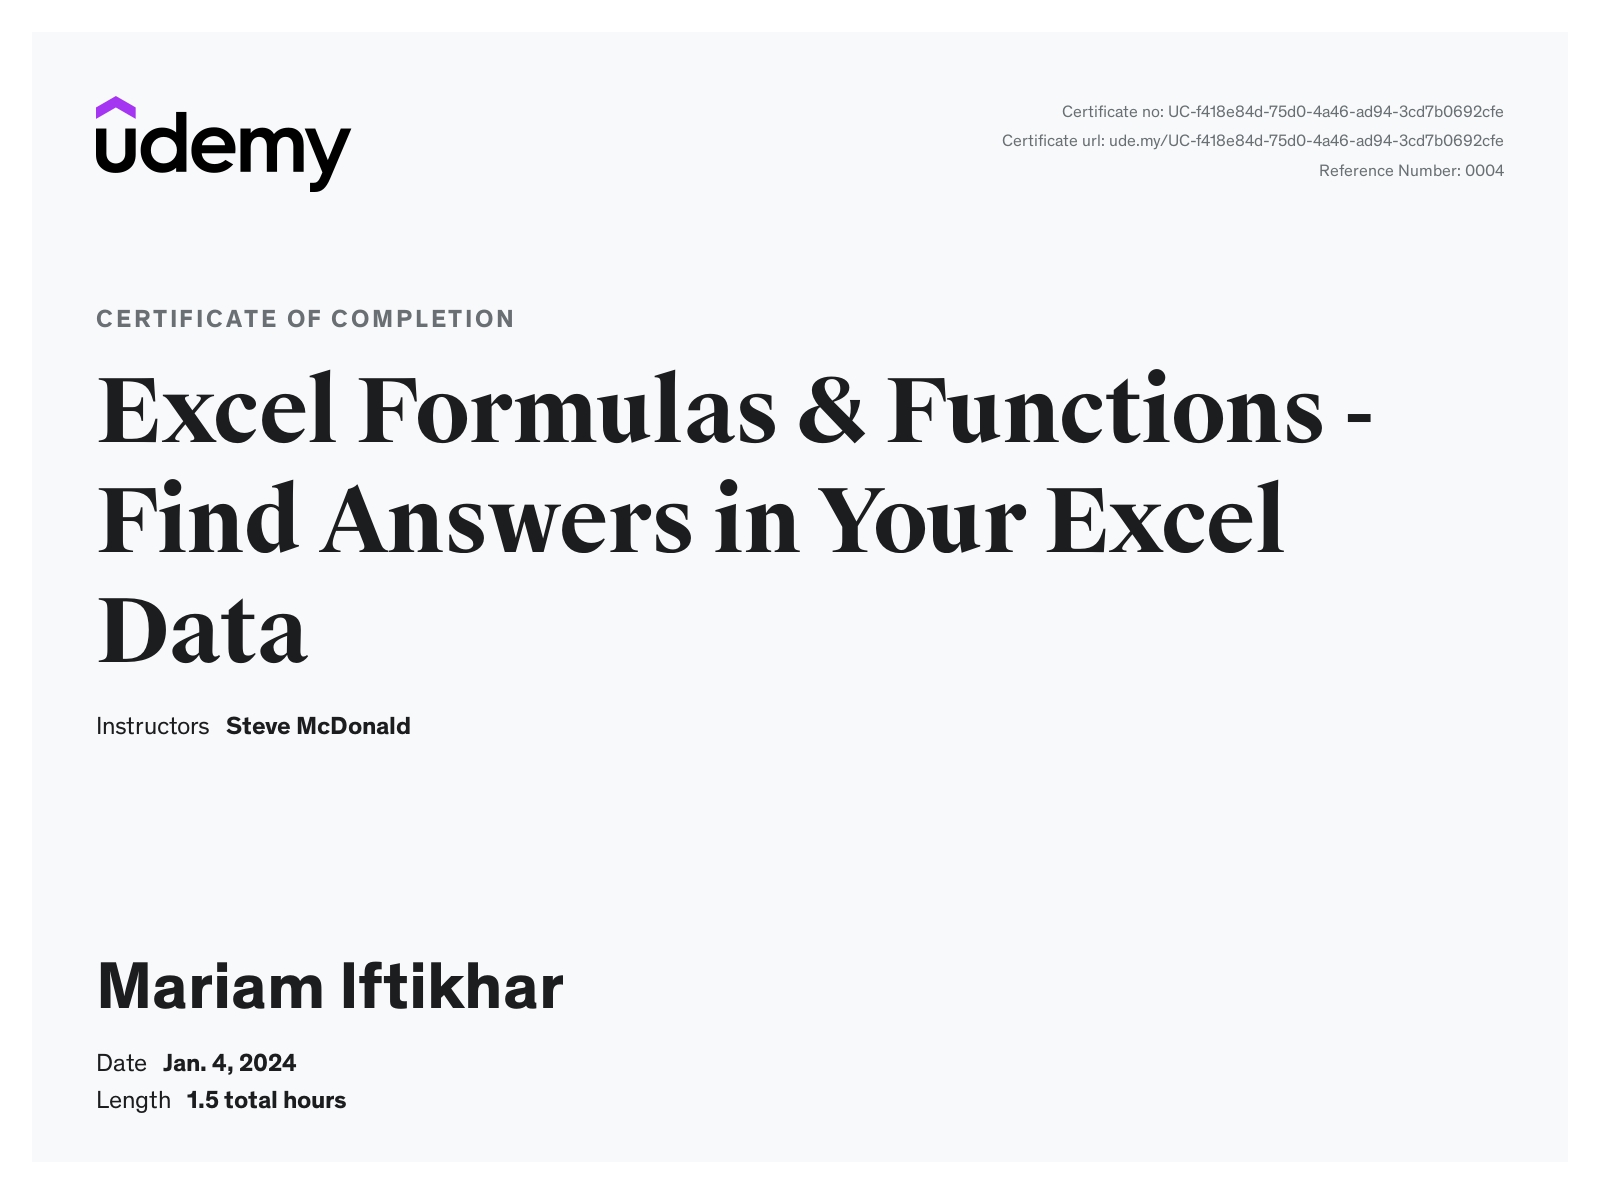 udemy
Certificate no: UC-f418e84d-75d0-4a46-ad94-3cd7b0692cfe
Certificate url: ude.my/UC-f418e84d-75d0-4a46-ad94-3cd7b0692cfe
Reference Number: 0004
CERTIFICATE OF COMPLETION
Excel Formulas & Functions -
Find Answers in Your Excel
Data
Instructors Steve McDonald
Mariam Iftikhar
Date Jan. 4, 2024
Length 1.5 total hours